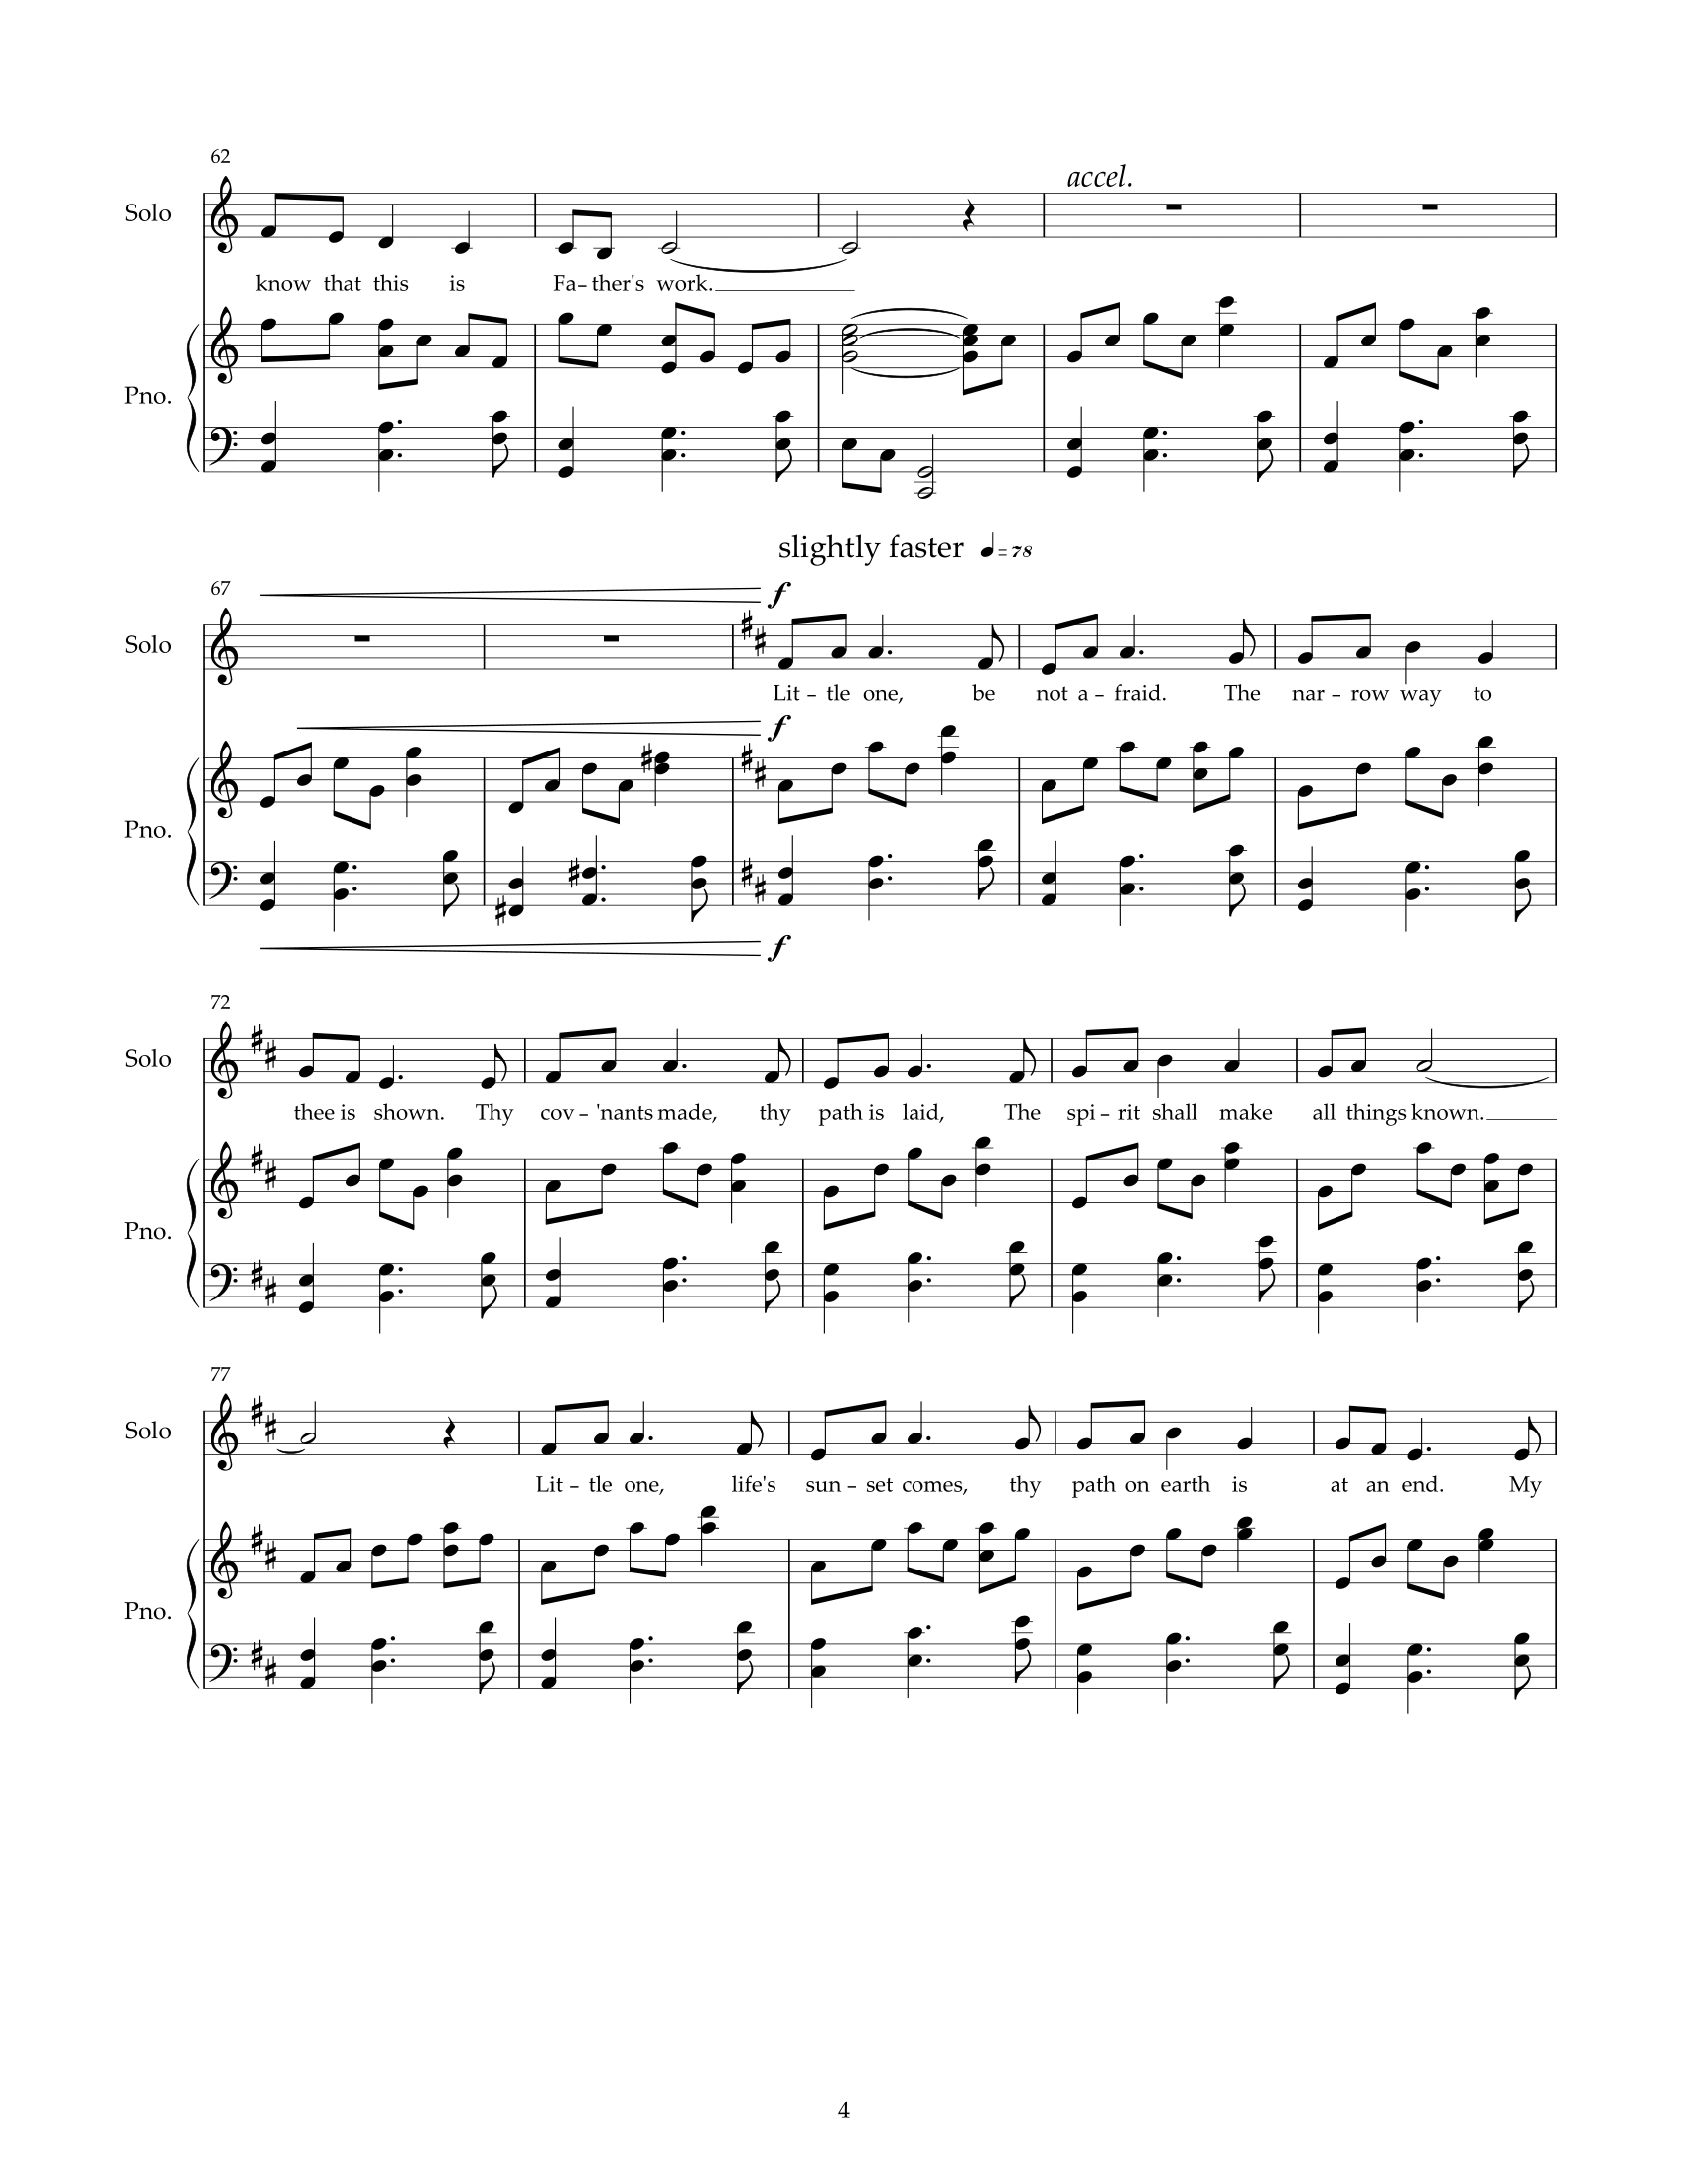 62
accel.
Solo
know that this is Fa-ther's work.
Pno.
slightly faster ♩=78
67
f
Solo
Lit - tle one, be not a - fraid. The nar - row way to
f
Pno.
f
72
Solo
thee is shown. Thy cov - 'nants made, thy path is laid, The spi - rit shall make all things known.
Pno.
77
Solo
Lit - tle one, life's sun - set comes, thy path on earth is at an end. My
Pno.
4